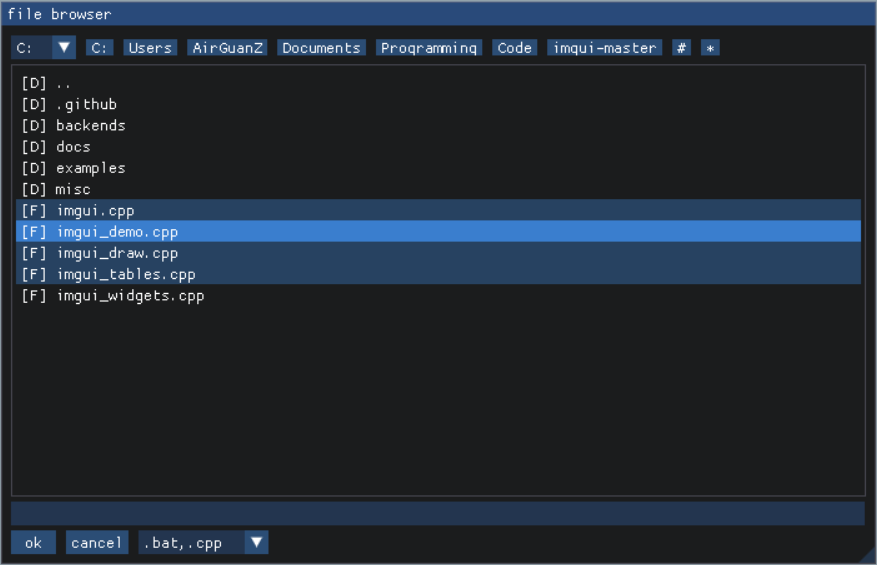 file browser
C: C: Users AirGuanZ Documents Programming Code imgui-master # *
[D] ..
[D] .github
[D] backends
[D] docs
[D] examples
[D] misc
[F] imgui.cpp
[F] imgui_demo.cpp
[F] imgui_draw.cpp
[F] imgui_tables.cpp
[F] imgui_widgets.cpp
ok cancel .bat,.cpp